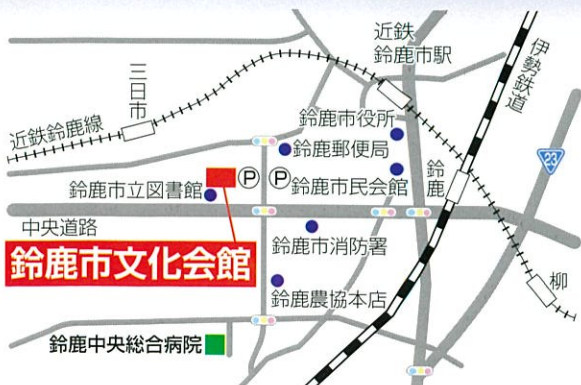 近鉄
鈴鹿市駅
伊勢鉄道
三日市
近鉄鈴鹿線
鈴鹿市役所
鈴鹿郵便局
23
P
P
鈴鹿市民会館
鈴鹿
鈴鹿市立図書館
中央道路
鈴鹿市消防署
鈴鹿市文化会館
柳
鈴鹿農協本店
鈴鹿中央総合病院